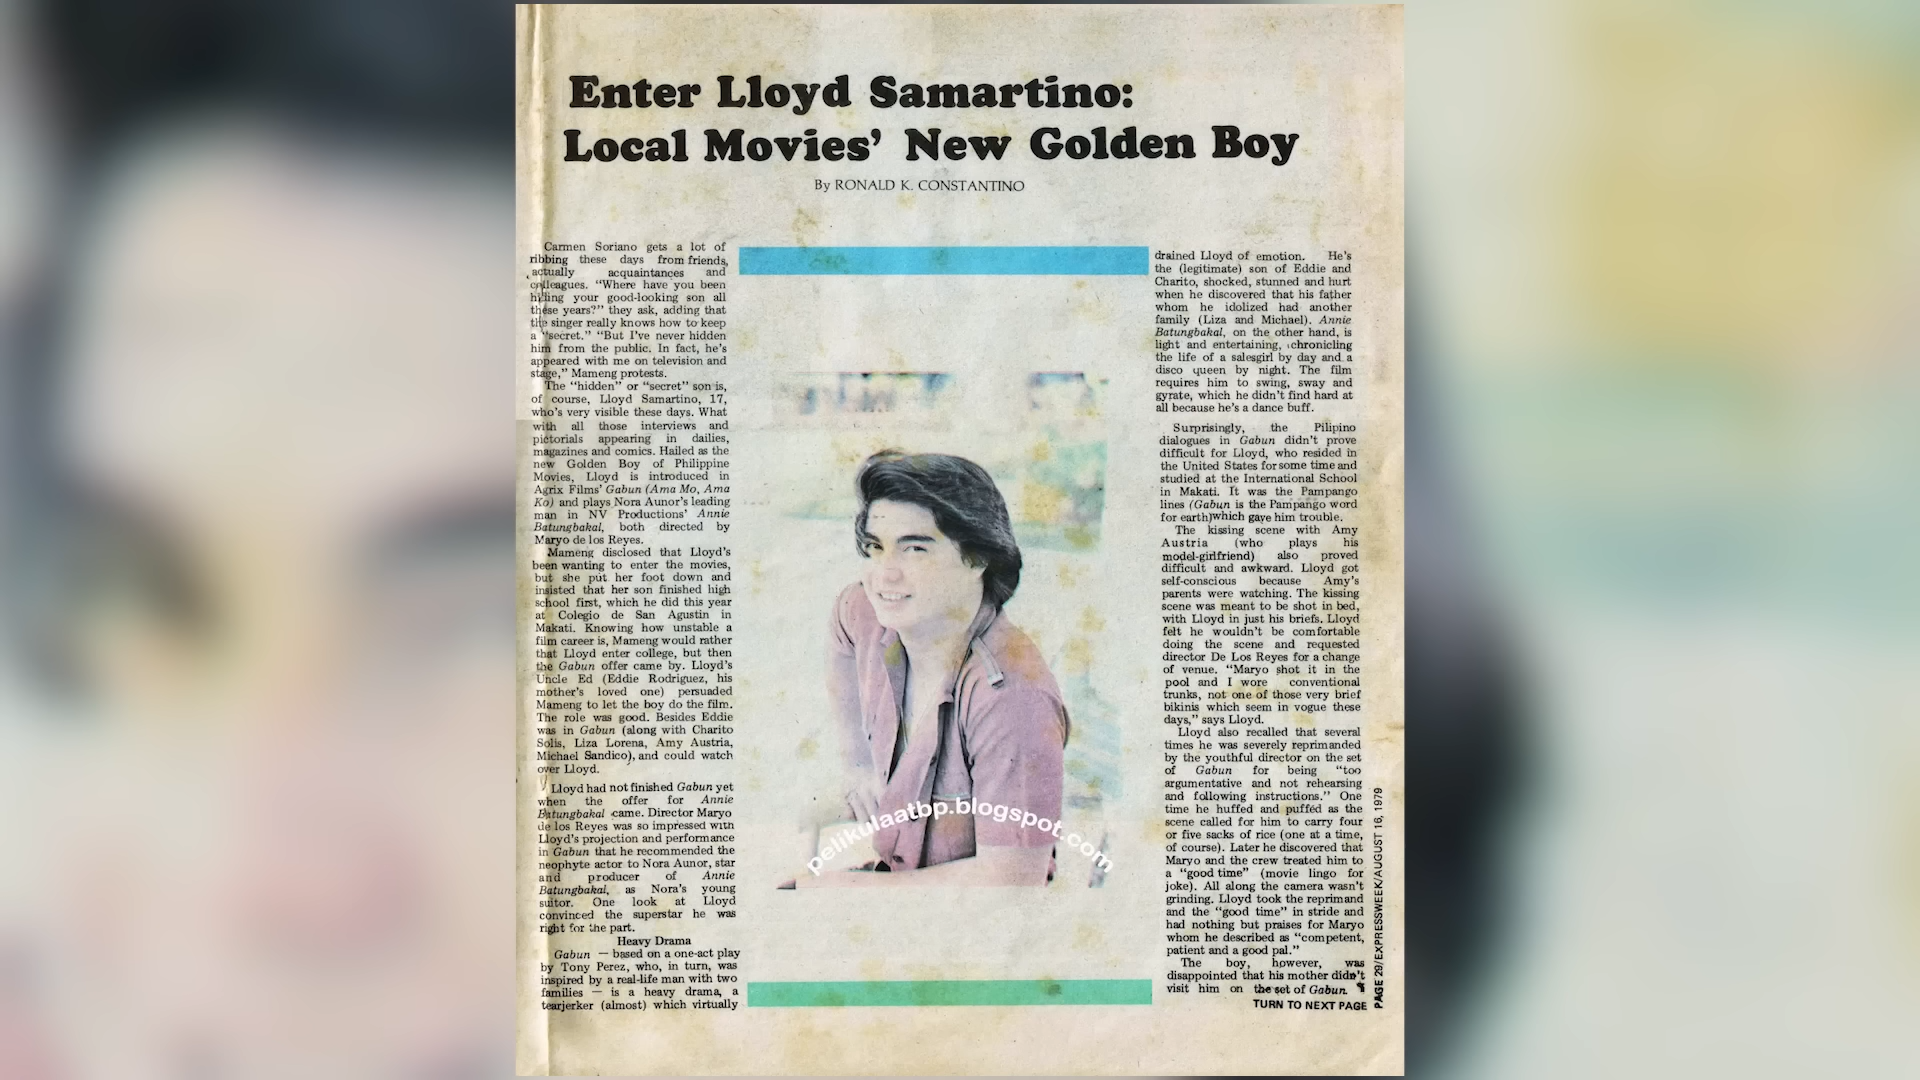 Enter Lloyd Samartino:
Local Movies' New Golden Boy
By RONALD K. CONSTANTINO
Carmen Soriano gets a lot of
ribbing these days from friends,
actually acquaintances and
colleagues. "Where have you been
hiding your good-looking son all
these years?" they ask, adding that
the singer really knows how to keep
a "secret." "But I've never hidden
him from the public. In fact, he's
appeared with me on television and
stage," Mameng protests.
The "hidden" or "secret" son is,
of course, Lloyd Samartino, 17,
who's very visible these days. What
with all those interviews and
pictorials appearing in dailies,
magazines and comics. Hailed as the
new Golden Boy of Philippine
Movies, Lloyd is introduced in
Agrix Films' Gabun (Ama Mo, Ama
Ko) and plays Nora Aunor's leading
man in NV Productions' Annie
Batungbakal, both directed by
Maryo de los Reyes.
Mameng disclosed that Lloyd's
been wanting to enter the movies,
but she put her foot down and
insisted that her son finished high
school first, which he did this year
at Colegio de San Agustin in
Makati. Knowing how unstable a
film career is, Mameng would rather
that Lloyd enter college, but then
the Gabun offer came by. Lloyd's
Uncle Ed (Eddie Rodriguez, his
mother's loved one) persuaded
Mameng to let the boy do the film.
The role was good. Besides Eddie
was in Gabun (along with Charito
Solis, Liza Lorena, Amy Austria,
Michael Sandico), and could watch
over Lloyd.
Lloyd had not finished Gabun yet
when the offer for Annie
Batungbakal came. Director Maryo
de los Reyes was so impressed with
Lloyd's projection and performance
in Gabun that he recommended the
neophyte actor to Nora Aunor, star
and producer of Annie
Batungbakal, as Nora's young
suitor. One look at Lloyd
convinced the superstar he was
right for the part.
Heavy Drama
Gabun — based on a one-act play
by Tony Perez, who, in turn, was
inspired by a real-life man with two
families — is a heavy drama, a
tearjerker (almost) which virtually
pelikulaatbp.blogspot.com
drained Lloyd of emotion. He's
the (legitimate) son of Eddie and
Charito, shocked, stunned and hurt
when he discovered that his father
whom he idolized had another
family (Liza and Michael). Annie
Batungbakal, on the other hand, is
light and entertaining, chronicling
the life of a salesgirl by day and a
disco queen by night. The film
requires him to swing, sway and
gyrate, which he didn't find hard at
all because he's a dance buff.
Surprisingly, the Pilipino
dialogues in Gabun didn't prove
difficult for Lloyd, who resided in
the United States for some time and
studied at the International School
in Makati. It was the Pampango
lines (Gabun is the Pampango word
for earth) which gave him trouble.
The kissing scene with Amy
Austria (who plays his
model-girlfriend) also proved
difficult and awkward. Lloyd got
self-conscious because Amy's
parents were watching. The kissing
scene was meant to be shot in bed,
with Lloyd in just his briefs. Lloyd
felt he wouldn't be comfortable
doing the scene and requested
director De Los Reyes for a change
of venue. "Maryo shot it in the
pool and I wore conventional
trunks, not one of those very brief
bikinis which seem in vogue these
days," says Lloyd.
Lloyd also recalled that several
times he was severely reprimanded
by the youthful director on the set
of Gabun for being "too
argumentative and not rehearsing
and following instructions." One
time he huffed and puffed as the
scene called for him to carry four
or five sacks of rice (one at a time,
of course). Later he discovered that
Maryo and the crew treated him to
a "good time" (movie lingo for
joke). All along the camera wasn't
grinding. Lloyd took the reprimand
and the "good time" in stride and
had nothing but praises for Maryo
whom he described as "competent,
patient and a good pal."
The boy, however, was
disappointed that his mother didn't
visit him on the set of Gabun.
TURN TO NEXT PAGE
PAGE 29/EXPRESSWEEK/AUGUST 16, 1979